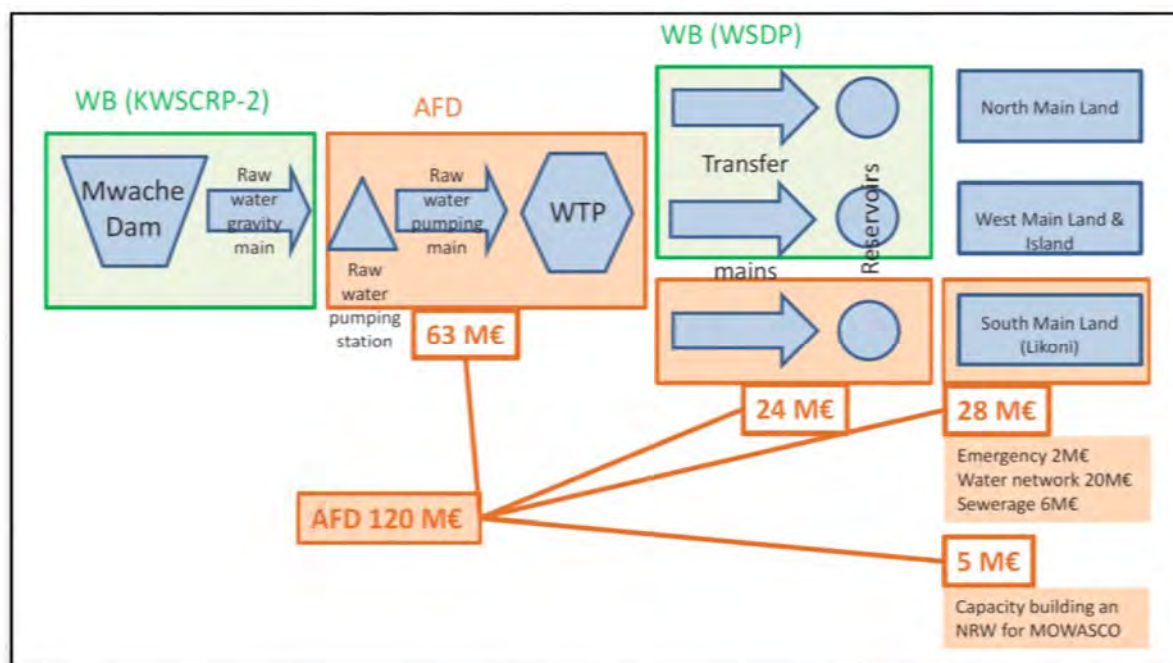 WB (WSDP)
WB (KWSCRP-2)
AFD
Mwache
Dam
Raw
water
gravity
main
Raw
water
pumping
main
WTP
Raw
water
pumping
station
Transfer
mains
Reservoirs
North Main Land
West Main Land &
Island
South Main Land
(Likoni)
63 M€
24 M€
28 M€
Emergency 2M€
Water network 20M€
Sewerage 6M€
AFD 120 M€
5 M€
Capacity building an
NRW for MOWASCO